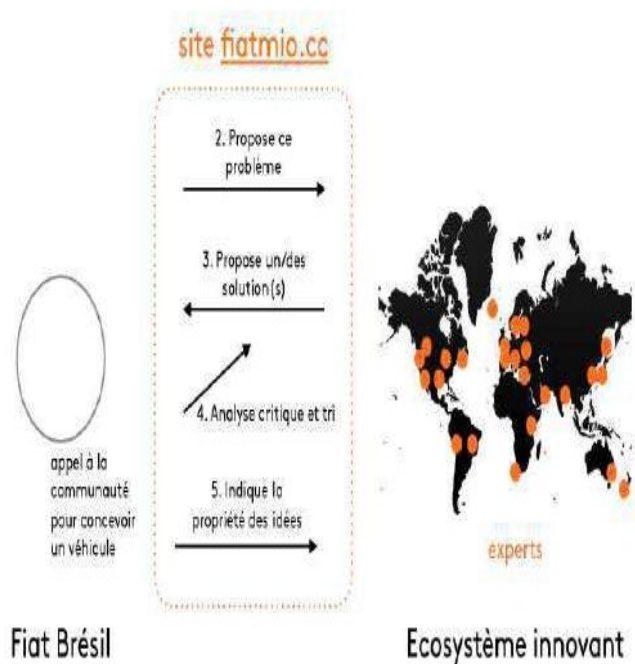 site fiatmio.cc
2. Propose ce
problème
3. Propose un/des
solution(s)
4. Analyse critique et tri
appel à la
communauté
pour concevoir
un véhicule
5. Indique la
propriété des idées
experts
Fiat Brésil
Ecosystème innovant